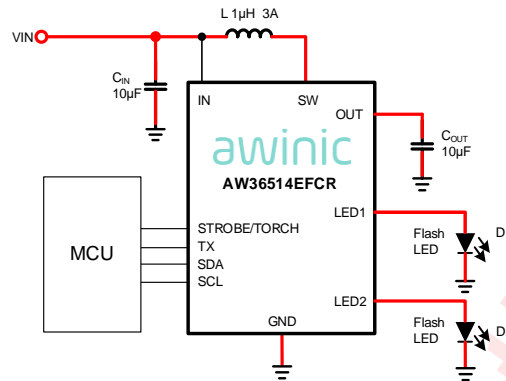 L 1µH 3A
VIN
CIN
10µF
IN
SW
OUT
COUT
10µF
awinic
AW36514EFCR
STROBE/TORCH
TX
SDA
SCL
MCU
LED1
Flash
LED
D
LED2
Flash
LED
D
GND